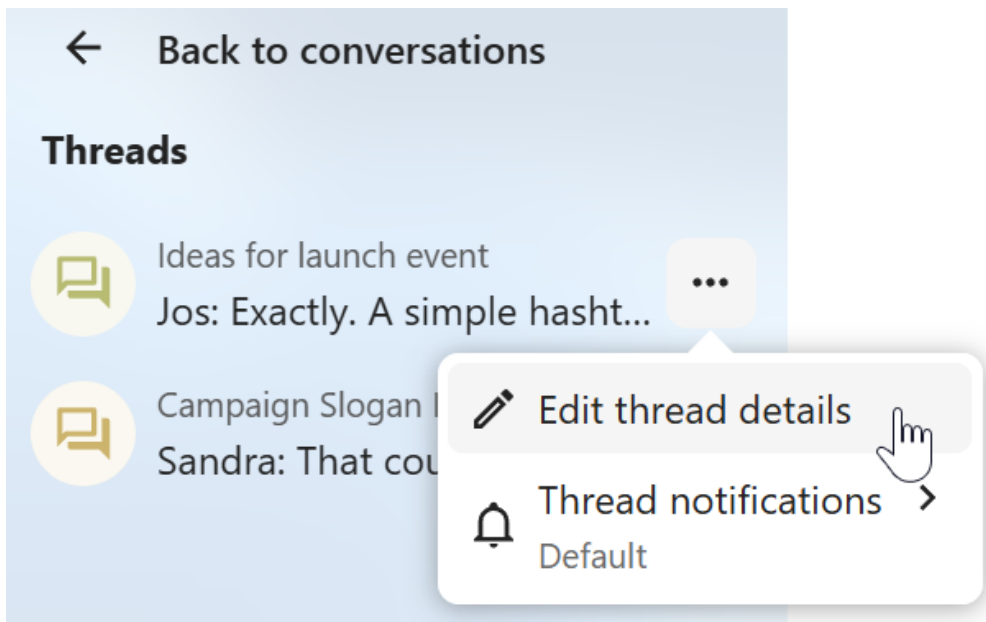 Back to conversations
Threads
Ideas for launch event
Jos: Exactly. A simple hasht...
Campaign Slogan
Sandra: That
Edit thread details
Thread notifications
Default